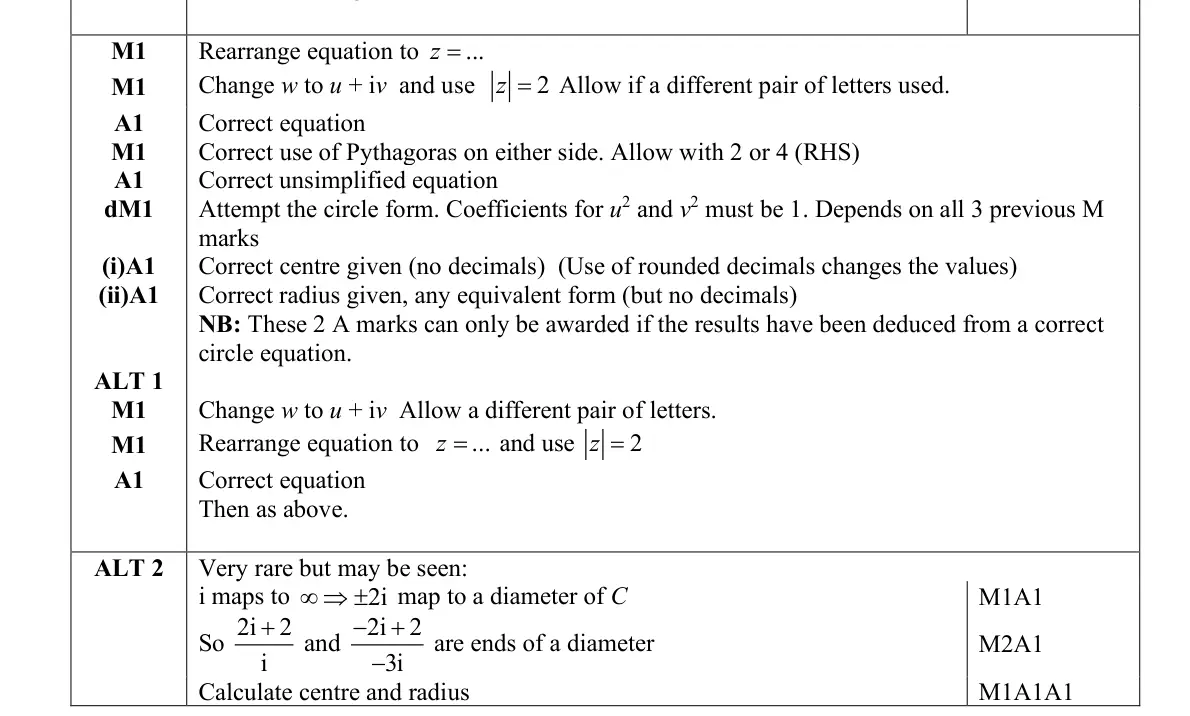 M1 Rearrange equation to z = ...
M1 Change w to u + iv and use |z| = 2 Allow if a different pair of letters used.
A1 Correct equation
M1 Correct use of Pythagoras on either side. Allow with 2 or 4 (RHS)
A1 Correct unsimplified equation
dM1 Attempt the circle form. Coefficients for u² and v² must be 1. Depends on all 3 previous M
marks
(i)A1 Correct centre given (no decimals) (Use of rounded decimals changes the values)
(ii)A1 Correct radius given, any equivalent form (but no decimals)
NB: These 2 A marks can only be awarded if the results have been deduced from a correct
circle equation.
ALT 1
M1 Change w to u + iv Allow a different pair of letters.
M1 Rearrange equation to z = ... and use |z| = 2
A1 Correct equation
Then as above.
ALT 2 Very rare but may be seen:
i maps to ∞ ⇒ ±2i map to a diameter of C M1A1
So (2i + 2)/i and (−2i + 2)/(−3i) are ends of a diameter M2A1
Calculate centre and radius M1A1A1